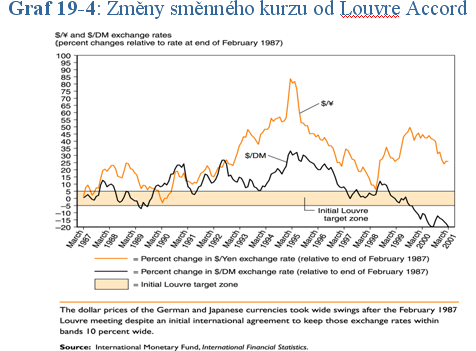 Graf 19-4: Změny směnného kurzu od Louvre Accord
$/¥ and $/DM exchange rates
(percent changes relative to rate at end of February 1987)
100
95
90
85
80
75
70
65
60
55
50
45
40
35
30
25
20
15
10
5
0
−5
−10
−15
−20
$/¥
$/DM
Initial Louvre
target zone
March 1987
March 1988
March 1989
March 1990
March 1991
March 1992
March 1993
March 1994
March 1995
March 1996
March 1997
March 1998
March 1999
March 2000
March 2001
= Percent change in $/Yen exchange rate (relative to end of February 1987)
= Percent change in $/DM exchange rate (relative to end of February 1987)
= Initial Louvre target zone
The dollar prices of the German and Japanese currencies took wide swings after the February 1987
Louvre meeting despite an initial international agreement to keep those exchange rates within
bands 10 percent wide.
Source: International Monetary Fund, International Financial Statistics.